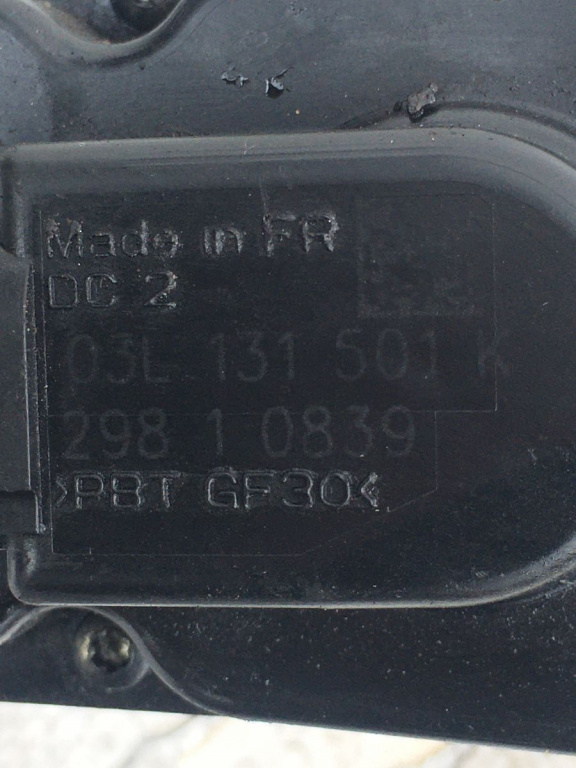 Made in FR
DC 2
03L 131 501 K
298 1 0839
>PBT GF30<